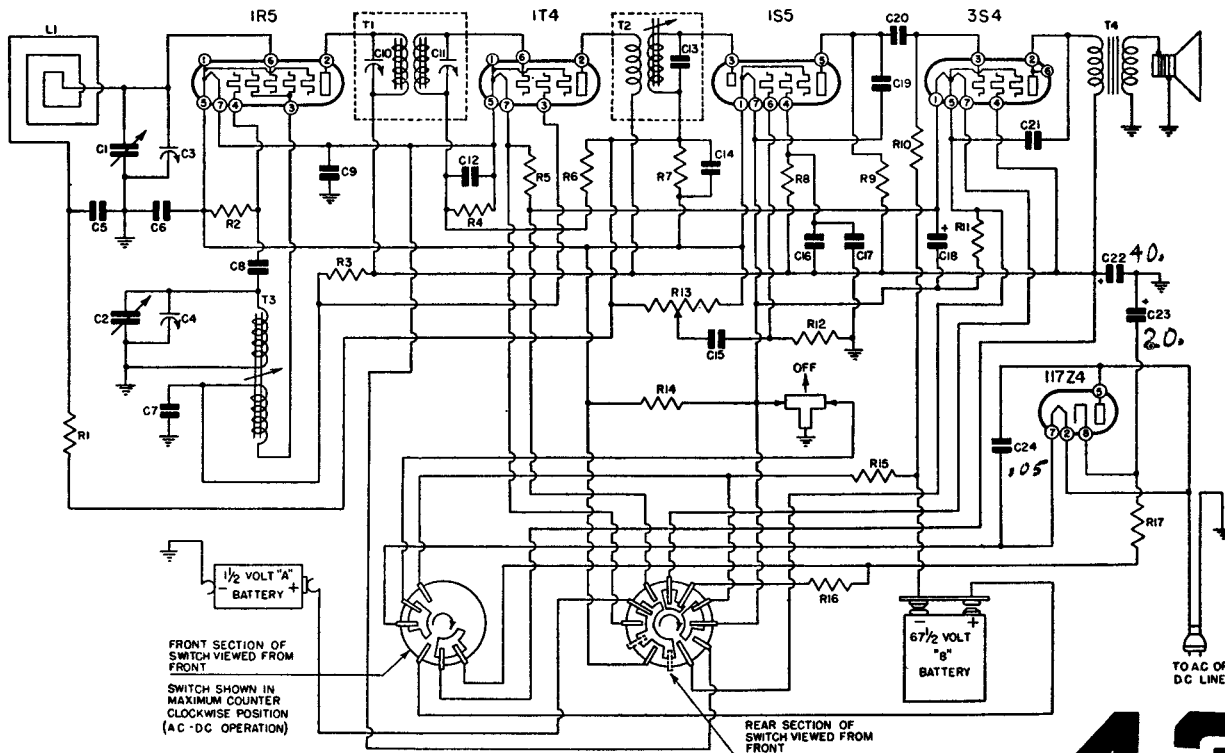 1R5 T1 1T4 T2 1S5 C20 3S4 T4
L1
C10 C11 C13
C19
C1 C3 C21
C9 C12 R5 R6 R7 C14 R8 R9 R10
C5 C6 R2 R4 R11
C16 C17 C18
C8 R3 C22 40.
T3
C2 C4 R13 C23
C15 R12 20.
OFF
117Z4
C7 R14
R1 C24
.05
R15
R17
1 1/2 VOLT "A"
- BATTERY +
R16
- +
67 1/2 VOLT
"B"
BATTERY
FRONT SECTION OF
SWITCH VIEWED FROM
FRONT
SWITCH SHOWN IN
MAXIMUM COUNTER
CLOCKWISE POSITION
(AC-DC OPERATION)
REAR SECTION OF
SWITCH VIEWED FROM
FRONT
TO AC OR
DC LINE